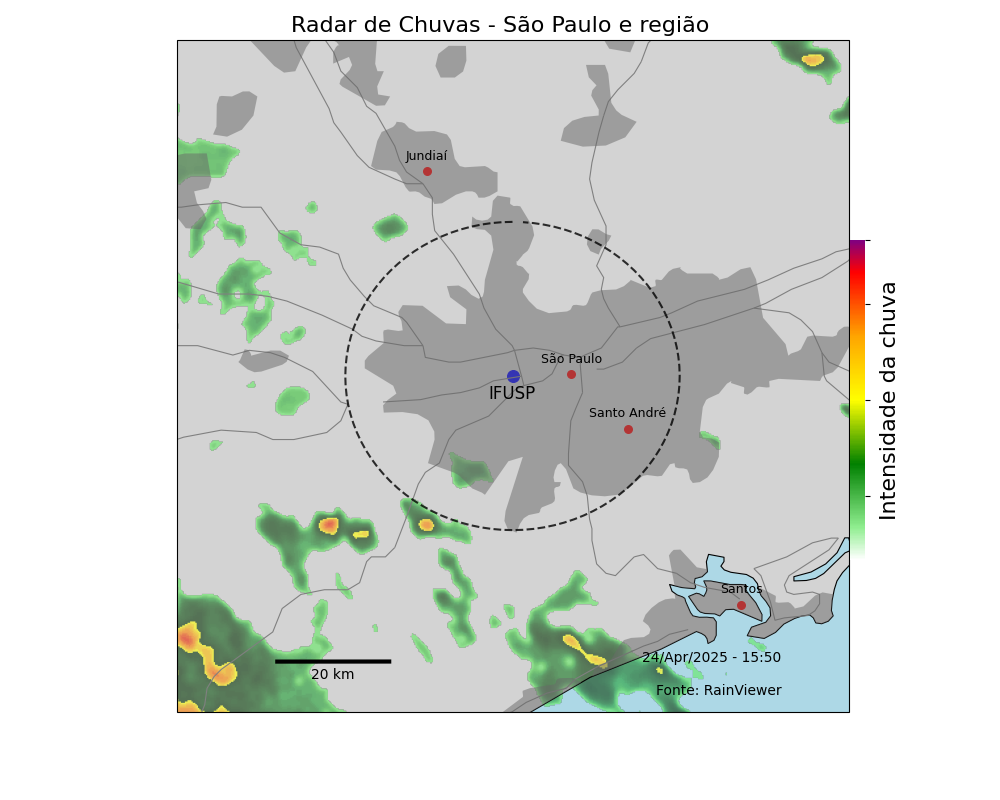 Radar de Chuvas - São Paulo e região
Jundiaí
São Paulo
IFUSP
Santo André
Intensidade da chuva
Santos
24/Apr/2025 - 15:50
20 km
Fonte: RainViewer